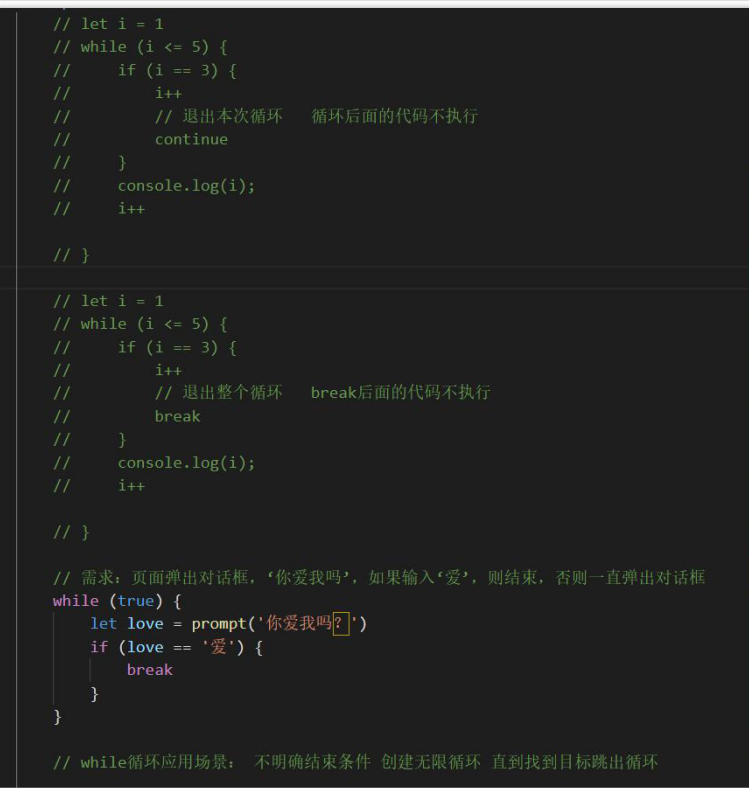 // let i = 1
// while (i <= 5) {
//     if (i == 3) {
//         i++
//         // 退出本次循环   循环后面的代码不执行
//         continue
//     }
//     console.log(i);
//     i++
// }
// let i = 1
// while (i <= 5) {
//     if (i == 3) {
//         i++
//         // 退出整个循环   break后面的代码不执行
//         break
//     }
//     console.log(i);
//     i++
// }
// 需求：页面弹出对话框，‘你爱我吗’，如果输入‘爱’，则结束，否则一直弹出对话框
while (true) {
    let love = prompt('你爱我吗？')
    if (love == '爱') {
        break
    }
}
// while循环应用场景： 不明确结束条件 创建无限循环 直到找到目标跳出循环